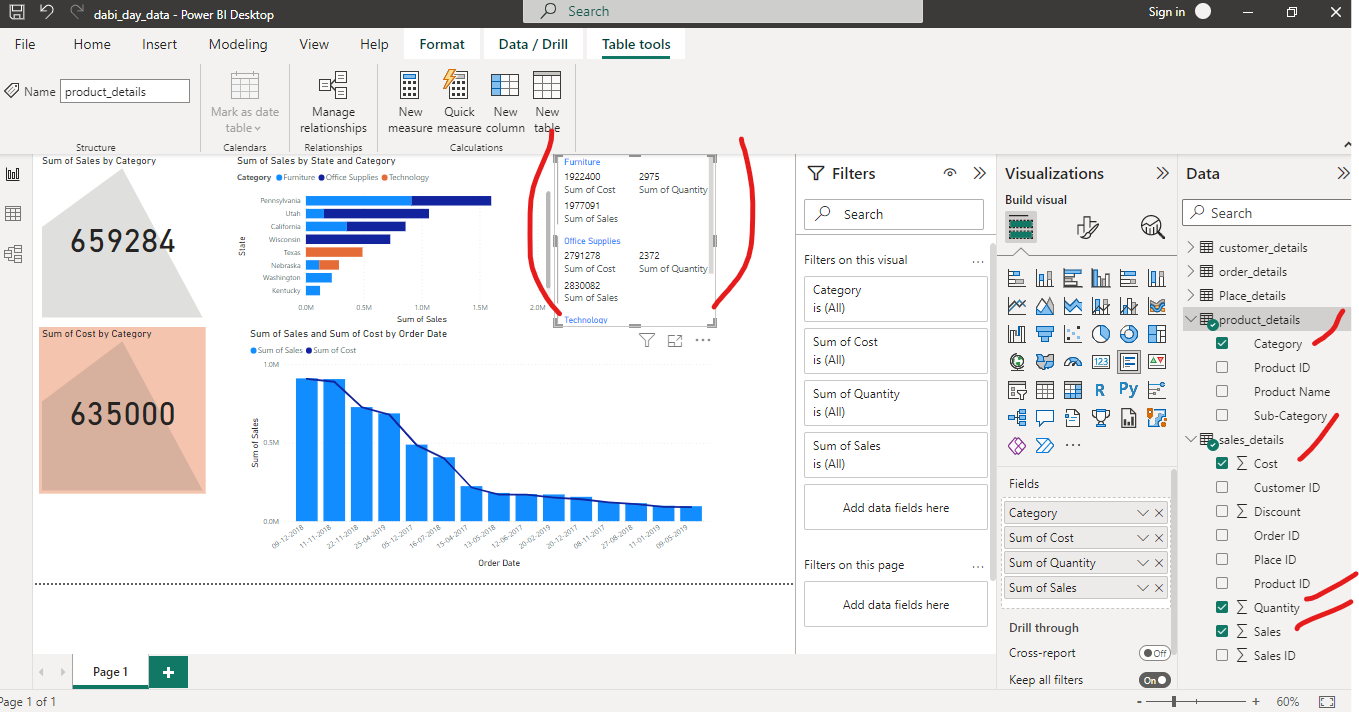 dabi_day_data - Power BI Desktop
Search
Sign in
File
Home
Insert
Modeling
View
Help
Format
Data / Drill
Table tools
Name
product_details
Mark as date
table
Manage
relationships
New
measure
Quick
measure
New
column
New
table
Structure
Calendars
Relationships
Calculations
Sum of Sales by Category
659284
Sum of Cost by Category
635000
Sum of Sales by State and Category
Category Furniture Office Supplies Technology
State
Pennsylvania
Utah
California
Wisconsin
Texas
Nebraska
Washington
Kentucky
0.0M 0.5M 1.0M 1.5M 2.0M
Sum of Sales
Furniture
1922400 2975
Sum of Cost Sum of Quantity
1977091
Sum of Sales
Office Supplies
2791278 2372
Sum of Cost Sum of Quantity
2830082
Sum of Sales
Technology
Sum of Sales and Sum of Cost by Order Date
Sum of Sales Sum of Cost
Sum of Sales
1.0M
0.5M
0.0M
09-12-2018 11-11-2018 22-11-2018 25-04-2019 05-12-2017 16-07-2018 15-04-2017 13-05-2018 12-06-2017 20-02-2017 20-12-2019 08-11-2017 27-08-2018 11-01-2019 09-05-2019
Order Date
Filters
Search
Filters on this visual
...
Category
is (All)
Sum of Cost
is (All)
Sum of Quantity
is (All)
Sum of Sales
is (All)
Add data fields here
Filters on this page
...
Add data fields here
Visualizations
Build visual
123
R
Py
...
Fields
Category
Sum of Cost
Sum of Quantity
Sum of Sales
Drill through
Cross-report
Off
Keep all filters
On
Data
Search
customer_details
order_details
Place_details
product_details
Category
Product ID
Product Name
Sub-Category
sales_details
Σ Cost
Customer ID
Σ Discount
Order ID
Place ID
Product ID
Σ Quantity
Σ Sales
Σ Sales ID
Page 1
+
Page 1 of 1
- + 60%